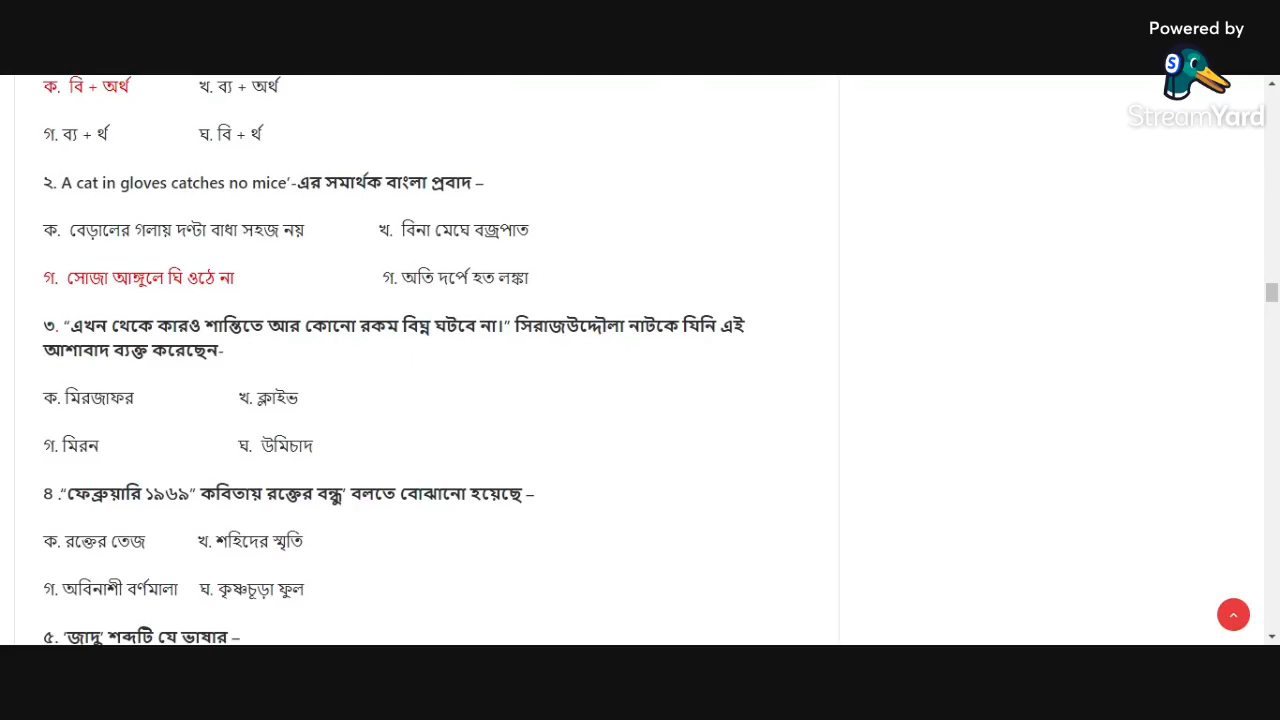 Powered by
StreamYard
ক. বি + অর্থ খ. ব্য + অর্থ
গ. ব্য + র্থ ঘ. বি + র্থ
২. A cat in gloves catches no mice’-এর সমার্থক বাংলা প্রবাদ –
ক. বেড়ালের গলায় দণ্টা বাধা সহজ নয় খ. বিনা মেঘে বজ্রপাত
গ. সোজা আঙ্গুলে ঘি ওঠে না গ. অতি দর্পে হত লঙ্কা
৩. “এখন থেকে কারও শান্তিতে আর কোনো রকম বিঘ্ন ঘটবে না।” সিরাজউদ্দৌলা নাটকে যিনি এই
আশাবাদ ব্যক্ত করেছেন-
ক. মিরজাফর খ. ক্লাইভ
গ. মিরন ঘ. উমিচাদ
৪ .“ফেব্রুয়ারি ১৯৬৯” কবিতায় রক্তের বন্ধু’ বলতে বোঝানো হয়েছে –
ক. রক্তের তেজ খ. শহিদের স্মৃতি
গ. অবিনাশী বর্ণমালা ঘ. কৃষ্ণচূড়া ফুল
৫. ‘জাদু’ শব্দটি যে ভাষার –